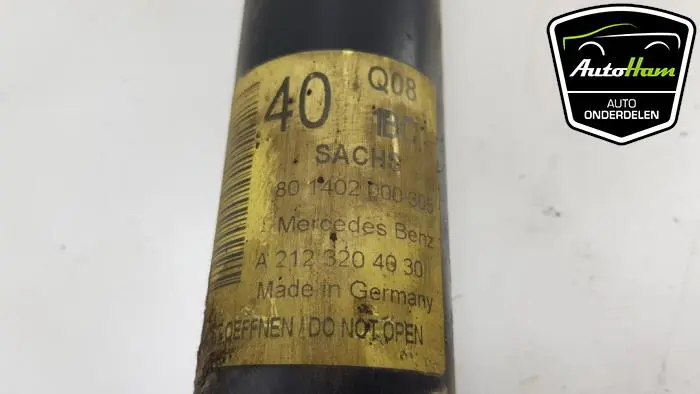 40
Q08
SACHS
80 1402 000 305
Mercedes Benz
A 212 320 40 30
Made in Germany
OEFFNEN / DO NOT OPEN
AutoHam
AUTO
ONDERDELEN